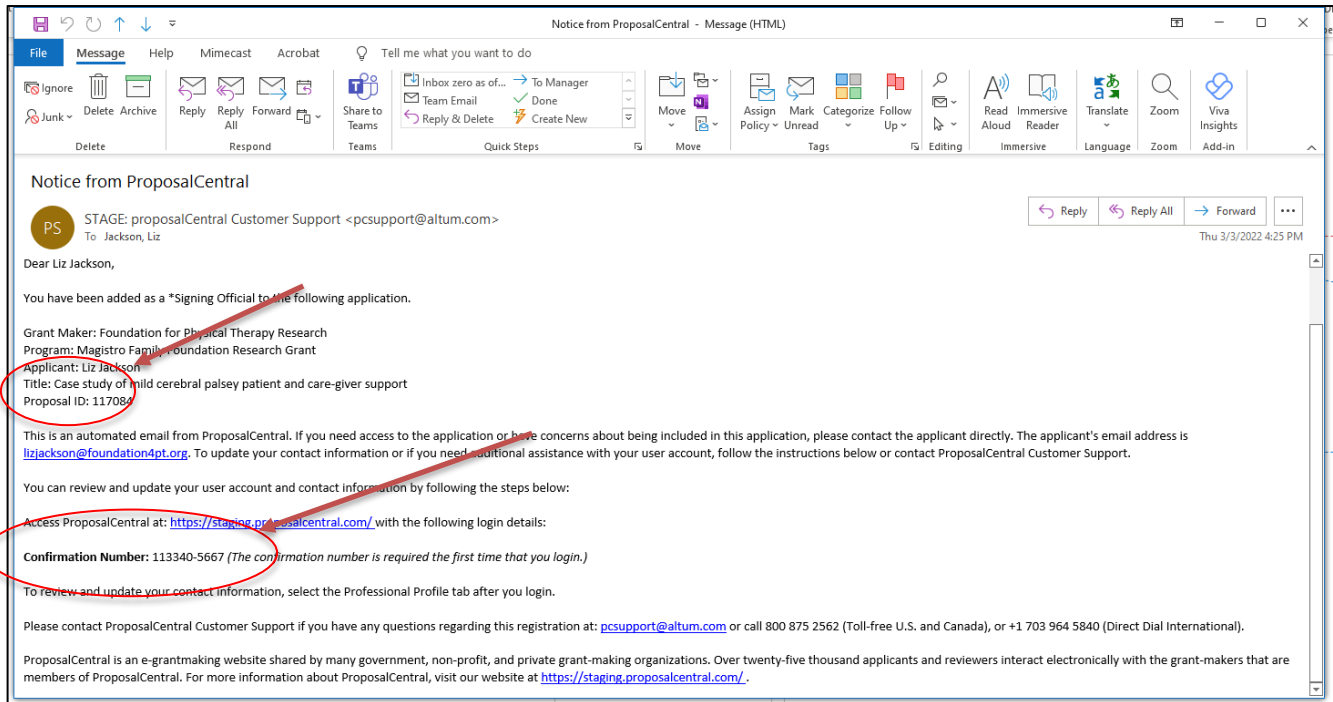 Notice from ProposalCentral - Message (HTML)
File Message Help Mimecast Acrobat Tell me what you want to do
Ignore
Junk
Delete
Archive
Delete
Reply
Reply All
Forward
Respond
Share to Teams
Teams
Inbox zero as of... To Manager
Team Email Done
Reply & Delete Create New
Quick Steps
Move
Move
Assign Policy
Mark Unread
Categorize
Follow Up
Tags
Editing
Read Aloud
Immersive Reader
Immersive
Translate
Language
Zoom
Zoom
Viva Insights
Add-in
Notice from ProposalCentral
PS
STAGE: proposalCentral Customer Support <pcsupport@altum.com>
To Jackson, Liz
Reply Reply All Forward
Thu 3/3/2022 4:25 PM
Dear Liz Jackson,
You have been added as a *Signing Official to the following application.
Grant Maker: Foundation for Physical Therapy Research
Program: Magistro Family Foundation Research Grant
Applicant: Liz Jackson
Title: Case study of mild cerebral palsey patient and care-giver support
Proposal ID: 117084
This is an automated email from ProposalCentral. If you need access to the application or have concerns about being included in this application, please contact the applicant directly. The applicant's email address is
lizjackson@foundation4pt.org. To update your contact information or if you need additional assistance with your user account, follow the instructions below or contact ProposalCentral Customer Support.
You can review and update your user account and contact information by following the steps below:
Access ProposalCentral at: https://staging.proposalcentral.com/ with the following login details:
Confirmation Number: 113340-5667 (The confirmation number is required the first time that you login.)
To review and update your contact information, select the Professional Profile tab after you login.
Please contact ProposalCentral Customer Support if you have any questions regarding this registration at: pcsupport@altum.com or call 800 875 2562 (Toll-free U.S. and Canada), or +1 703 964 5840 (Direct Dial International).
ProposalCentral is an e-grantmaking website shared by many government, non-profit, and private grant-making organizations. Over twenty-five thousand applicants and reviewers interact electronically with the grant-makers that are
members of ProposalCentral. For more information about ProposalCentral, visit our website at https://staging.proposalcentral.com/ .